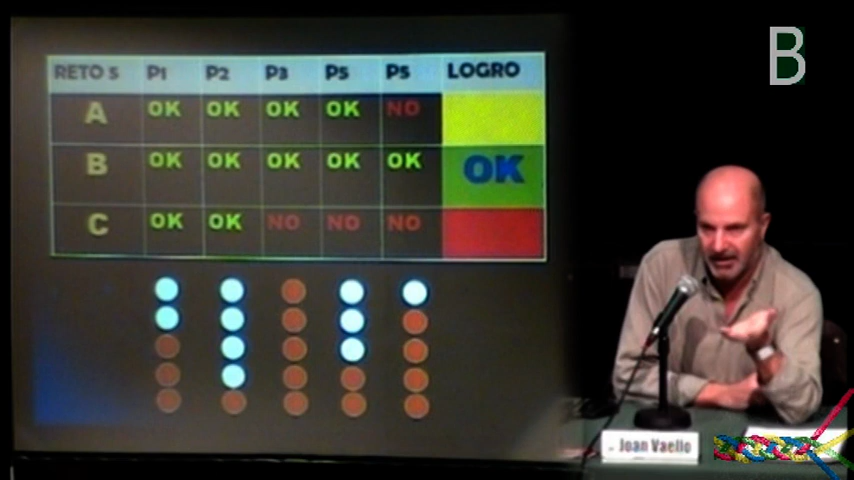 B
RETO 5 P1 P2 P3 P5 P5 LOGRO
A OK OK OK OK NO
B OK OK OK OK OK OK
C OK OK NO NO NO
Joan Vaello